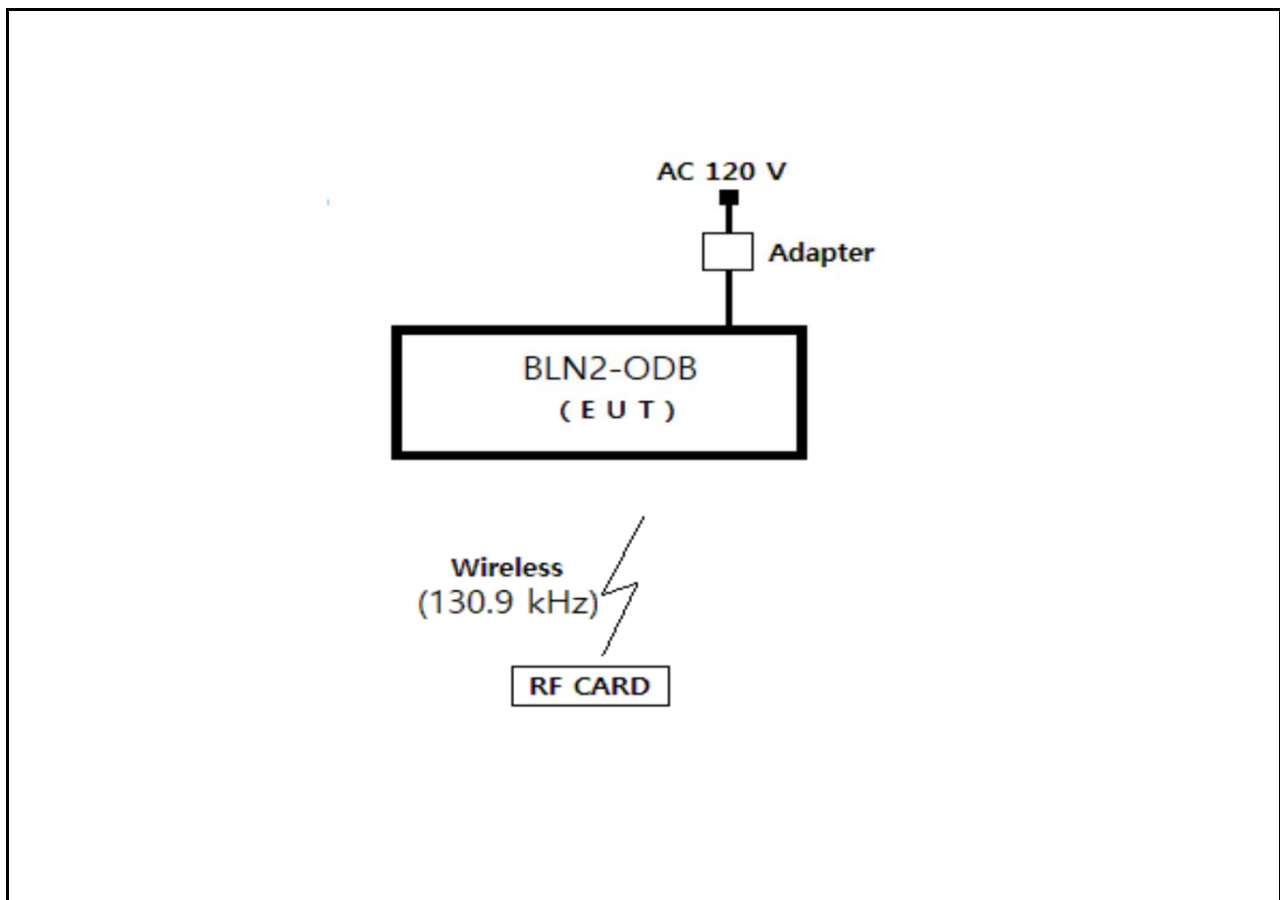 AC 120 V
Adapter
BLN2-ODB
( E U T )
Wireless
(130.9 kHz)
RF CARD